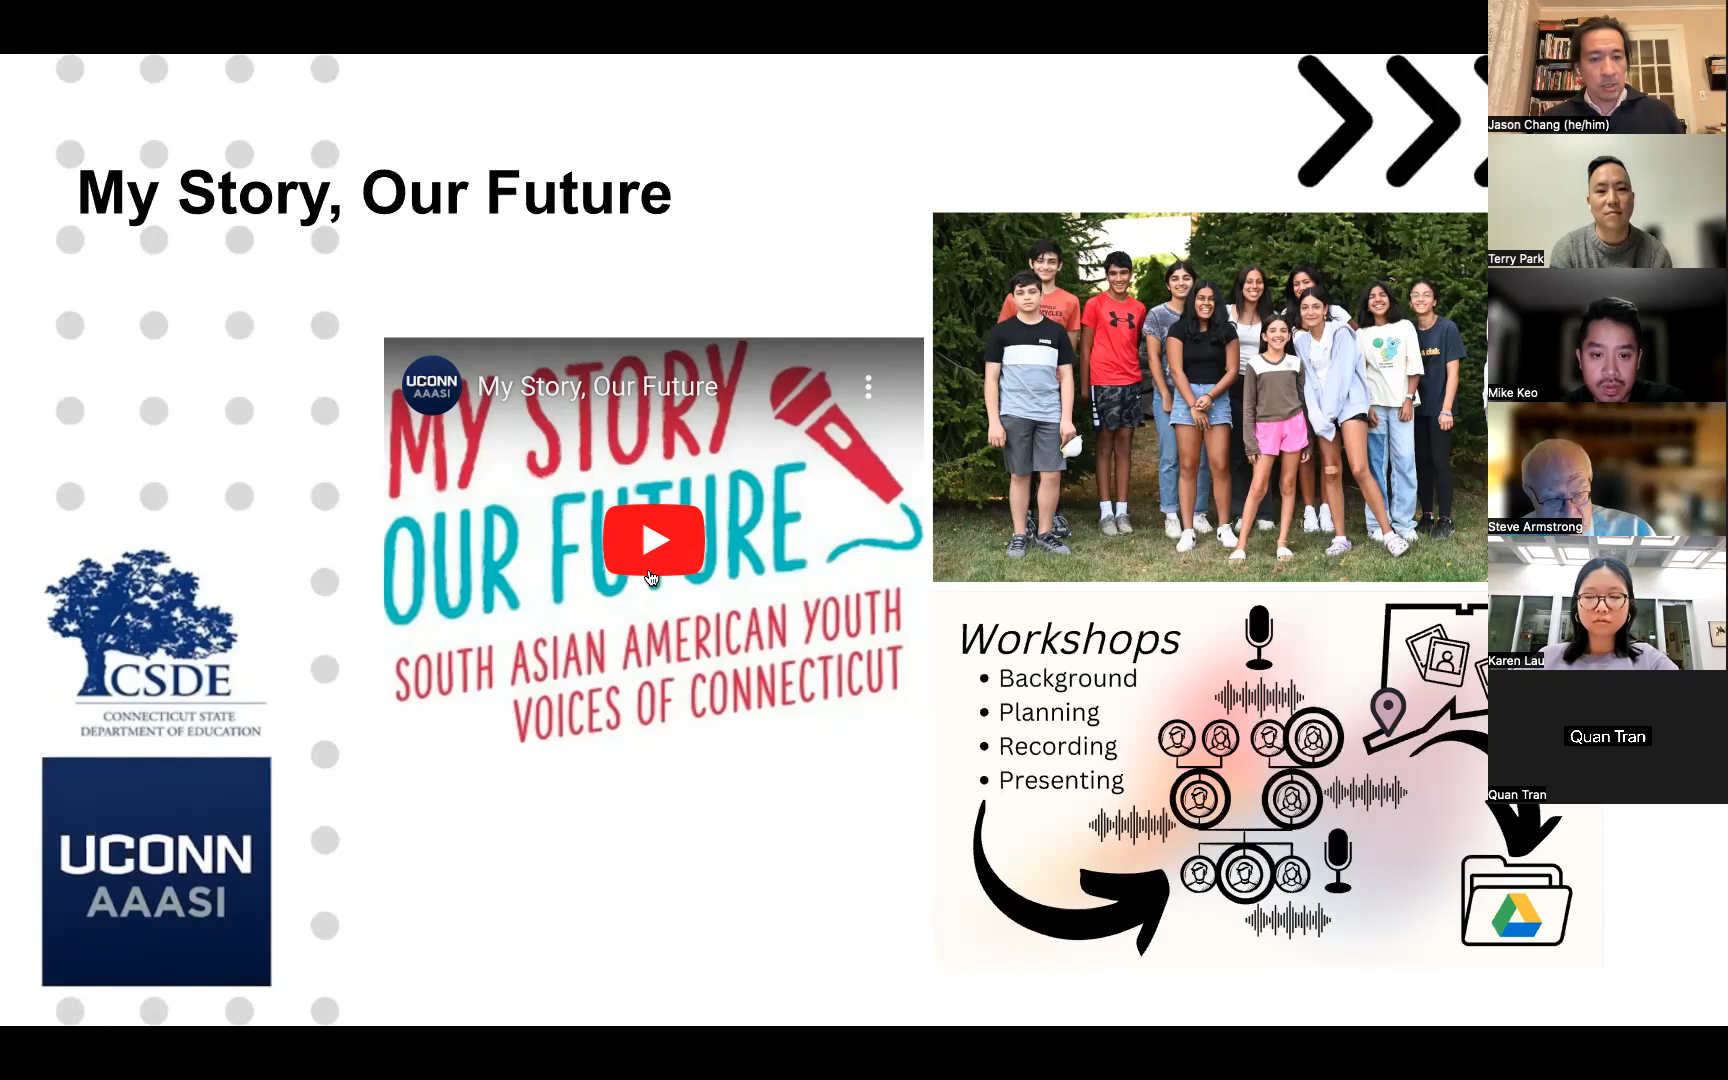 My Story, Our Future
UCONN
AAASI
My Story, Our Future
MY STORY
OUR FUTURE
SOUTH ASIAN AMERICAN YOUTH
VOICES OF CONNECTICUT
CSDE
CONNECTICUT STATE
DEPARTMENT OF EDUCATION
UCONN
AAASI
Workshops
• Background
• Planning
• Recording
• Presenting
Jason Chang (he/him)
Terry Park
Mike Keo
Steve Armstrong
Karen Lau
Quan Tran
Quan Tran